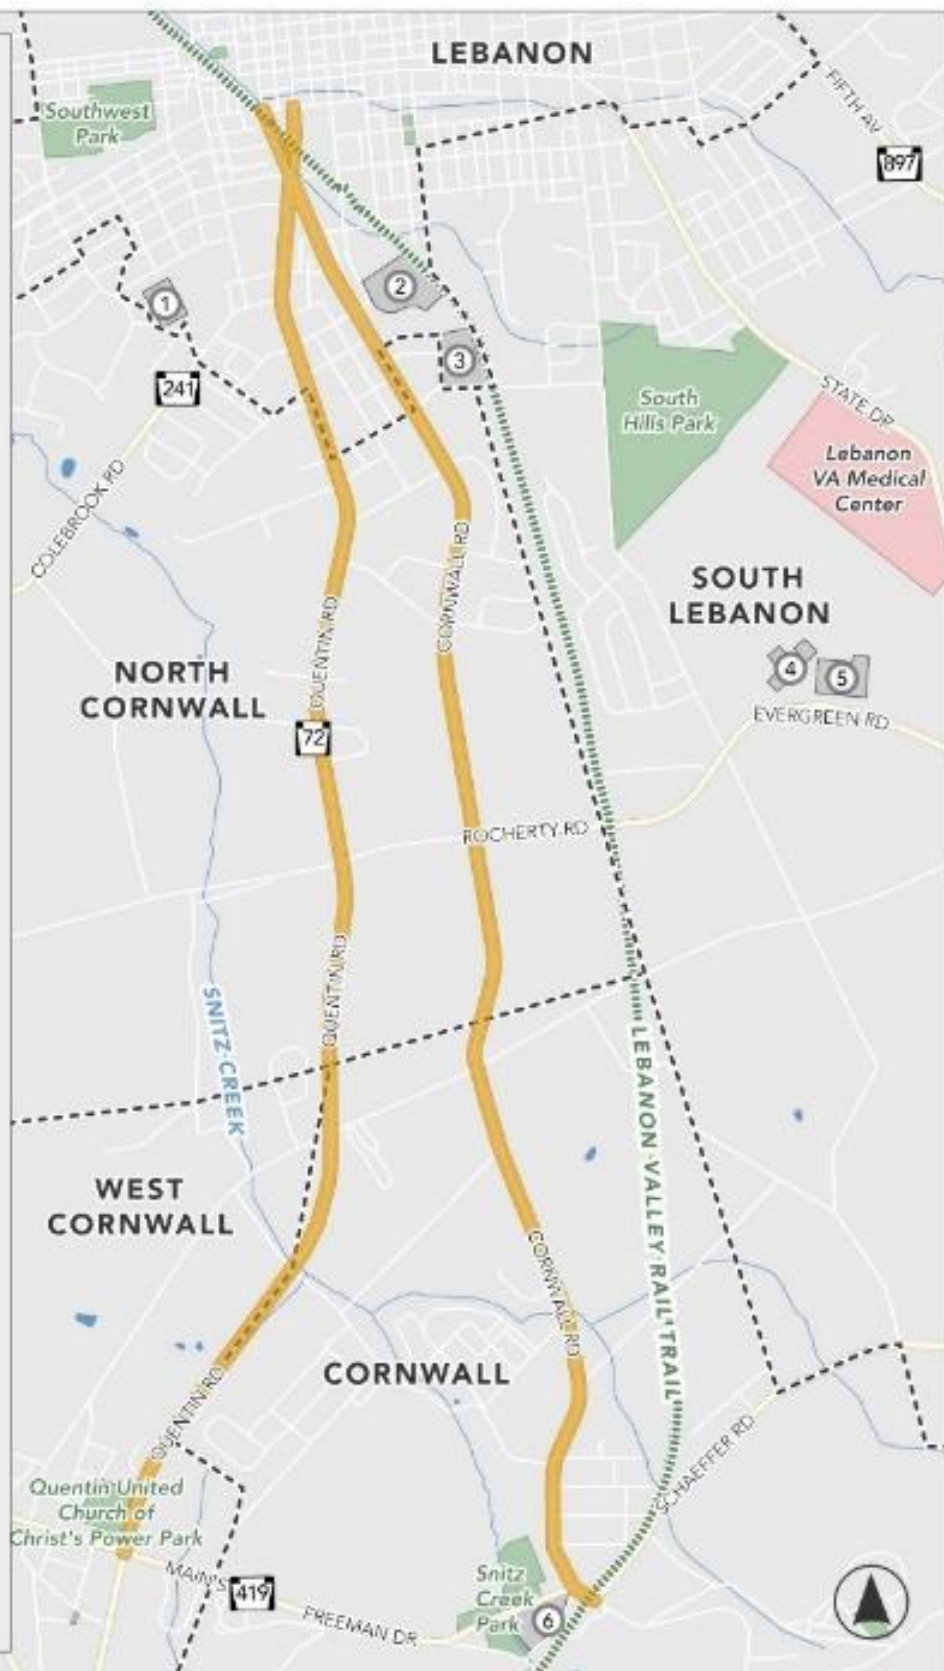 LEBANON
Southwest
Park
FIFTH AV
897
1
2
3
241
South
Hills Park
STATE DR
Lebanon
VA Medical
Center
COLEBROOK RD
CORNWALL RD
SOUTH
LEBANON
QUENTIN RD
NORTH
CORNWALL
4
5
EVERGREEN RD
72
ROCHERTY RD
QUENTIN RD
SNITZ CREEK
LEBANON VALLEY RAIL TRAIL
WEST
CORNWALL
CORNWALL RD
CORNWALL
QUENTIN RD
SCHAEFFER RD
Quentin United
Church of
Christ's Power Park
MAIN S
419
FREEMAN DR
Snitz
Creek
Park
6